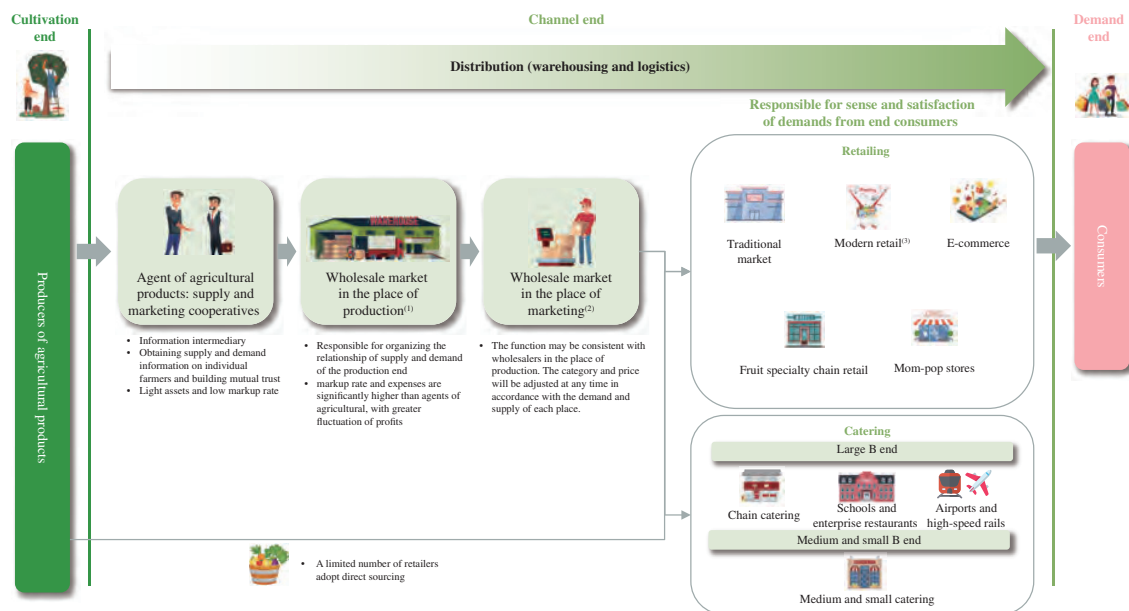 Cultivation
end
Channel end
Demand
end
Distribution (warehousing and logistics)
Responsible for sense and satisfaction
of demands from end consumers
Producers of agricultural products
Agent of agricultural
products: supply and
marketing cooperatives
• Information intermediary
• Obtaining supply and demand
information on individual
farmers and building mutual trust
• Light assets and low markup rate
Wholesale market
in the place of
production(1)
• Responsible for organizing the
relationship of supply and demand
of the production end
• markup rate and expenses are
significantly higher than agents of
agricultural, with greater
fluctuation of profits
Wholesale market
in the place of
marketing(2)
• The function may be consistent with
wholesalers in the place of
production. The category and price
will be adjusted at any time in
accordance with the demand and
supply of each place.
Retailing
Traditional
market
Modern retail(3)
E-commerce
Fruit specialty chain retail
Mom-pop stores
Catering
Large B end
Chain catering
Schools and
enterprise restaurants
Airports and
high-speed rails
Medium and small B end
Medium and small catering
Consumers
• A limited number of retailers
adopt direct sourcing